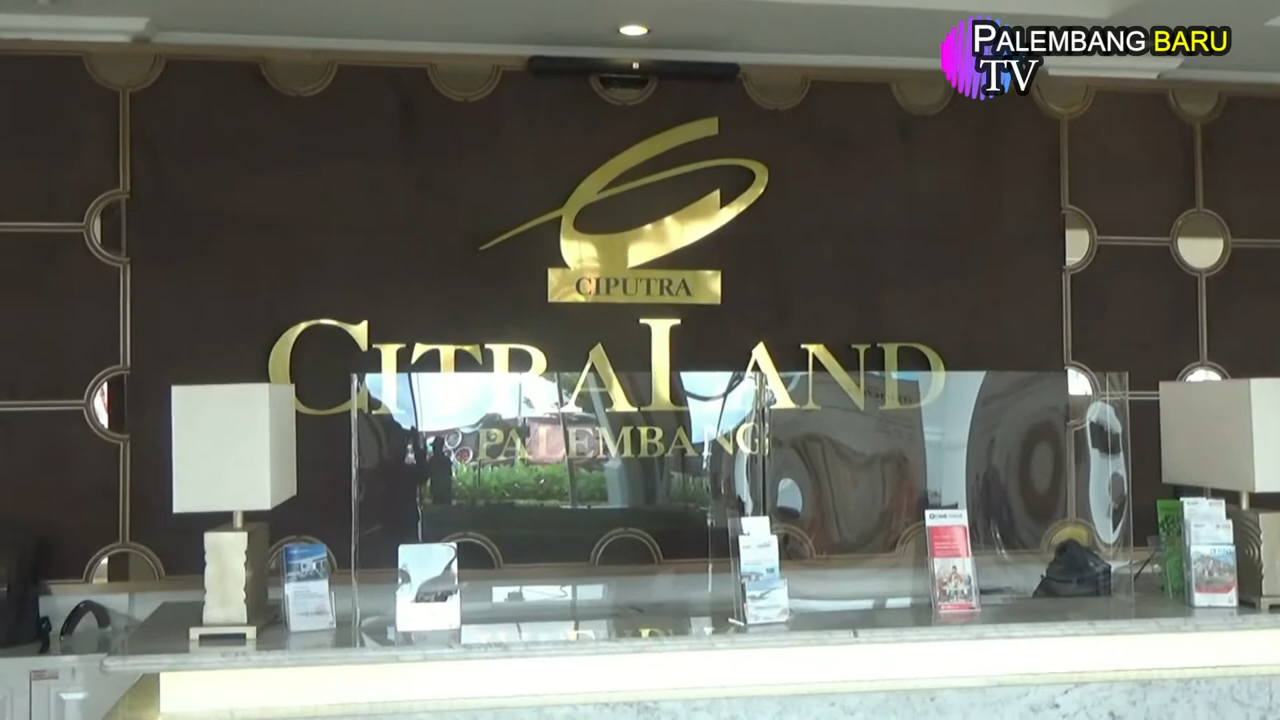 PALEMBANG BARU
TV
CIPUTRA
CITRALAND
PALEMBANG